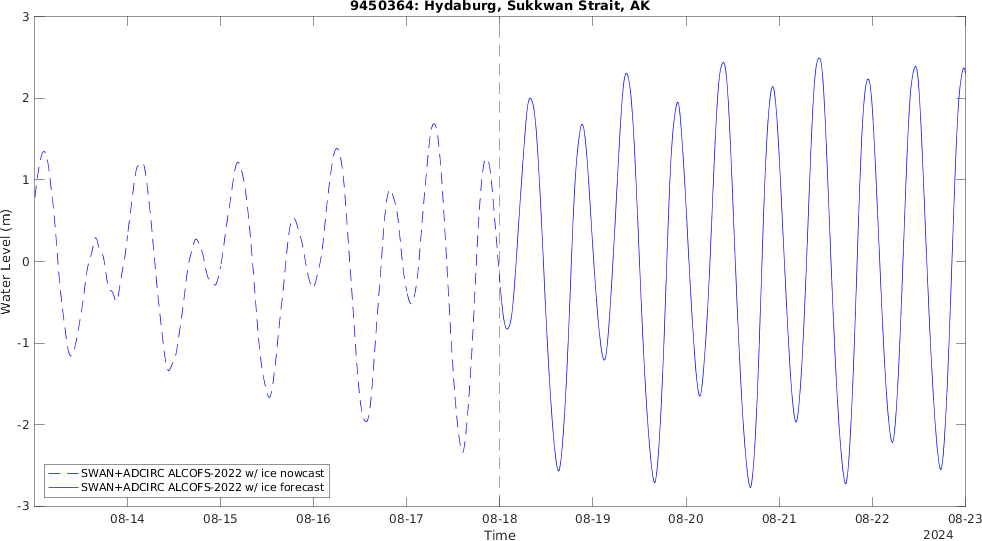 9450364: Hydaburg, Sukkwan Strait, AK
Water Level (m)
3
2
1
0
-1
-2
-3
SWAN+ADCIRC ALCOFS-2022 w/ ice nowcast
SWAN+ADCIRC ALCOFS-2022 w/ ice forecast
08-14 08-15 08-16 08-17 08-18 08-19 08-20 08-21 08-22 08-23
Time
2024